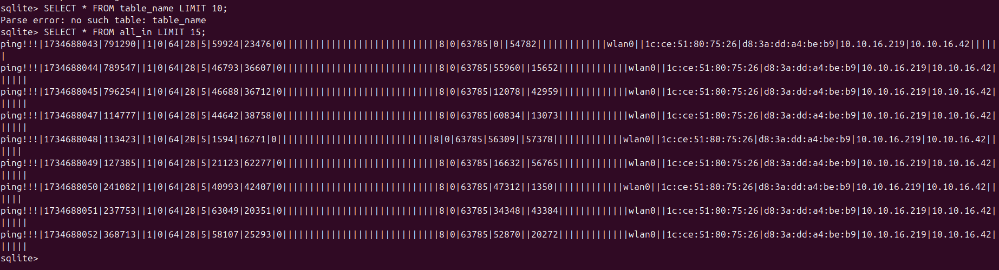 sqlite> SELECT * FROM table_name LIMIT 10;
Parse error: no such table: table_name
sqlite> SELECT * FROM all_in LIMIT 15;
ping!!!|1734688043|791290||1|0|64|28|5|59924|23476|0|||||||||||||||||||||||||||||8|0|63785|0||54782|||||||||||||wlan0||1c:ce:51:80:75:26|d8:3a:dd:a4:be:b9|10.10.16.219|10.10.16.42|||||
|
ping!!!|1734688044|789547||1|0|64|28|5|46793|36607|0|||||||||||||||||||||||||||||8|0|63785|55960||15652|||||||||||||wlan0||1c:ce:51:80:75:26|d8:3a:dd:a4:be:b9|10.10.16.219|10.10.16.42|
|||||
ping!!!|1734688045|796254||1|0|64|28|5|46688|36712|0|||||||||||||||||||||||||||||8|0|63785|12078||42959|||||||||||||wlan0||1c:ce:51:80:75:26|d8:3a:dd:a4:be:b9|10.10.16.219|10.10.16.42|
|||||
ping!!!|1734688047|114777||1|0|64|28|5|44642|38758|0|||||||||||||||||||||||||||||8|0|63785|60834||13073|||||||||||||wlan0||1c:ce:51:80:75:26|d8:3a:dd:a4:be:b9|10.10.16.219|10.10.16.42|
|||||
ping!!!|1734688048|113423||1|0|64|28|5|1594|16271|0|||||||||||||||||||||||||||||8|0|63785|56309||57378|||||||||||||wlan0||1c:ce:51:80:75:26|d8:3a:dd:a4:be:b9|10.10.16.219|10.10.16.42||
||||
ping!!!|1734688049|127385||1|0|64|28|5|21123|62277|0|||||||||||||||||||||||||||||8|0|63785|16632||56765|||||||||||||wlan0||1c:ce:51:80:75:26|d8:3a:dd:a4:be:b9|10.10.16.219|10.10.16.42|
|||||
ping!!!|1734688050|241082||1|0|64|28|5|40993|42407|0|||||||||||||||||||||||||||||8|0|63785|47312||1350|||||||||||||wlan0||1c:ce:51:80:75:26|d8:3a:dd:a4:be:b9|10.10.16.219|10.10.16.42||
||||
ping!!!|1734688051|237753||1|0|64|28|5|63049|20351|0|||||||||||||||||||||||||||||8|0|63785|34348||43384|||||||||||||wlan0||1c:ce:51:80:75:26|d8:3a:dd:a4:be:b9|10.10.16.219|10.10.16.42|
|||||
ping!!!|1734688052|368713||1|0|64|28|5|58107|25293|0|||||||||||||||||||||||||||||8|0|63785|52870||20272|||||||||||||wlan0||1c:ce:51:80:75:26|d8:3a:dd:a4:be:b9|10.10.16.219|10.10.16.42|
|||||
sqlite>